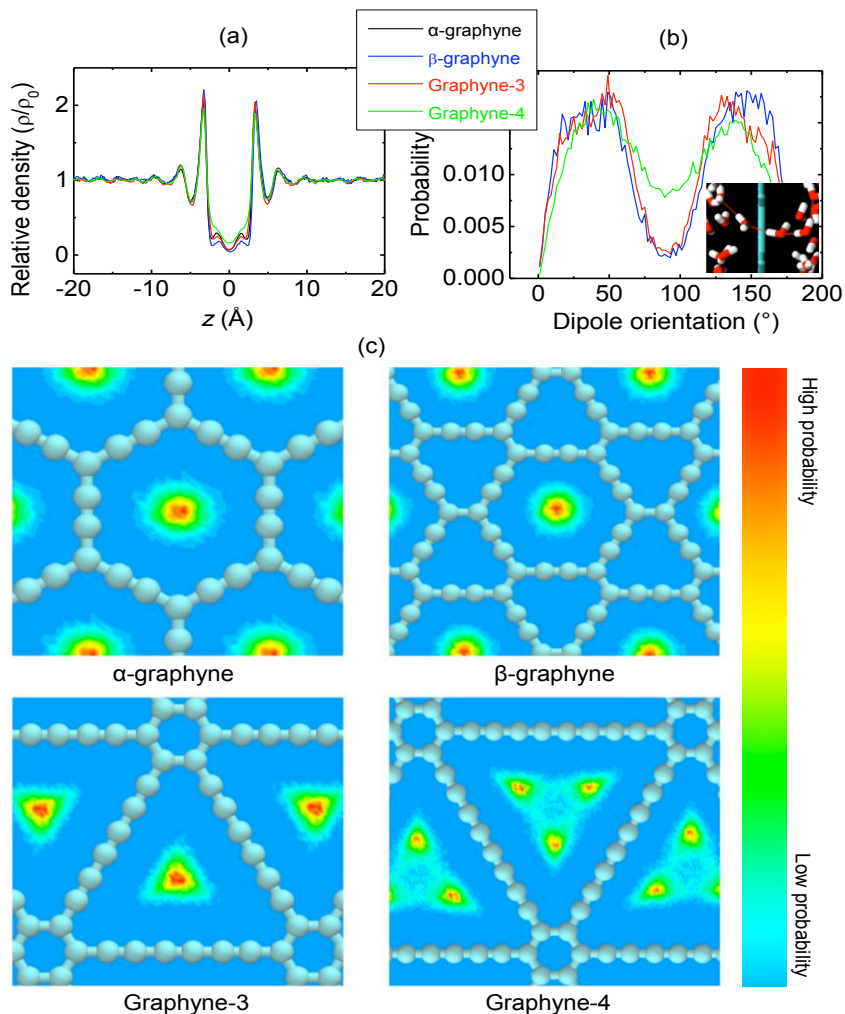 (a)
α-graphyne
β-graphyne
Graphyne-3
Graphyne-4
(b)
Relative density (ρ/ρ0)
2
1
0
-20
-10
0
10
20
z (Å)
Probability
0.010
0.005
0.000
0
50
100
150
200
Dipole orientation (°)
(c)
α-graphyne
β-graphyne
Graphyne-3
Graphyne-4
High probability
Low probability